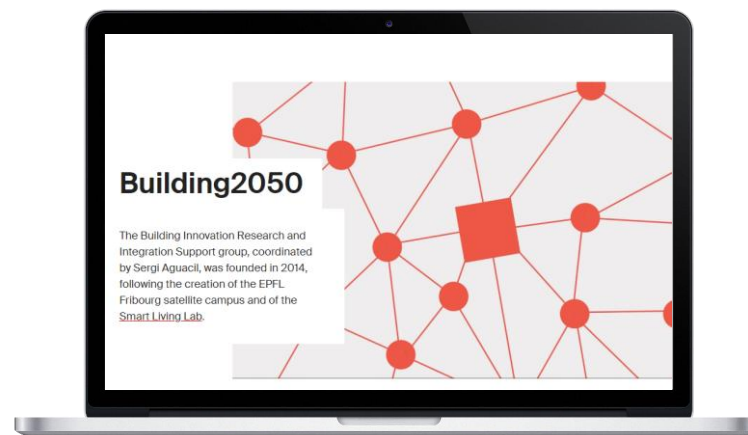 Building2050
The Building Innovation Research and
Integration Support group, coordinated
by Sergi Aguacil, was founded in 2014,
following the creation of the EPFL
Fribourg satellite campus and of the
Smart Living Lab.